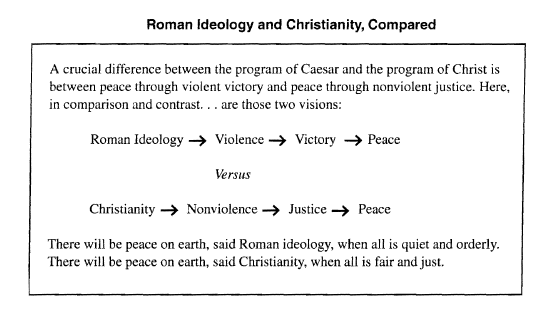 Roman Ideology and Christianity, Compared
A crucial difference between the program of Caesar and the program of Christ is
between peace through violent victory and peace through nonviolent justice. Here,
in comparison and contrast. . . are those two visions:
Roman Ideology → Violence → Victory → Peace
Versus
Christianity → Nonviolence → Justice → Peace
There will be peace on earth, said Roman ideology, when all is quiet and orderly.
There will be peace on earth, said Christianity, when all is fair and just.